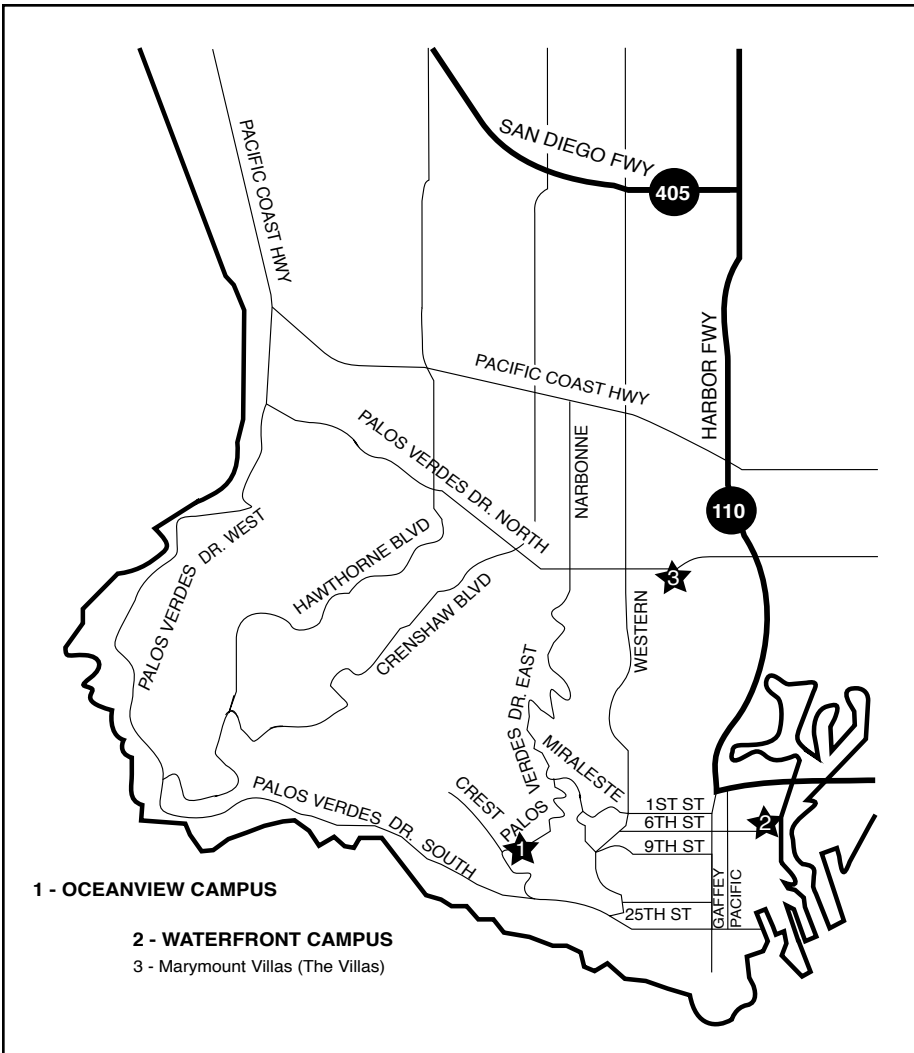 SAN DIEGO FWY
405
PACIFIC COAST HWY
HARBOR FWY
PACIFIC COAST HWY
PALOS VERDES DR. NORTH
NARBONNE
110
PALOS VERDES DR. WEST
HAWTHORNE BLVD
3
CRENSHAW BLVD
WESTERN
PALOS VERDES DR. EAST
MIRALESTE
CREST
PALOS VERDES DR. SOUTH
1ST ST
6TH ST
2
9TH ST
1
GAFFEY
PACIFIC
25TH ST
1 - OCEANVIEW CAMPUS
2 - WATERFRONT CAMPUS
3 - Marymount Villas (The Villas)